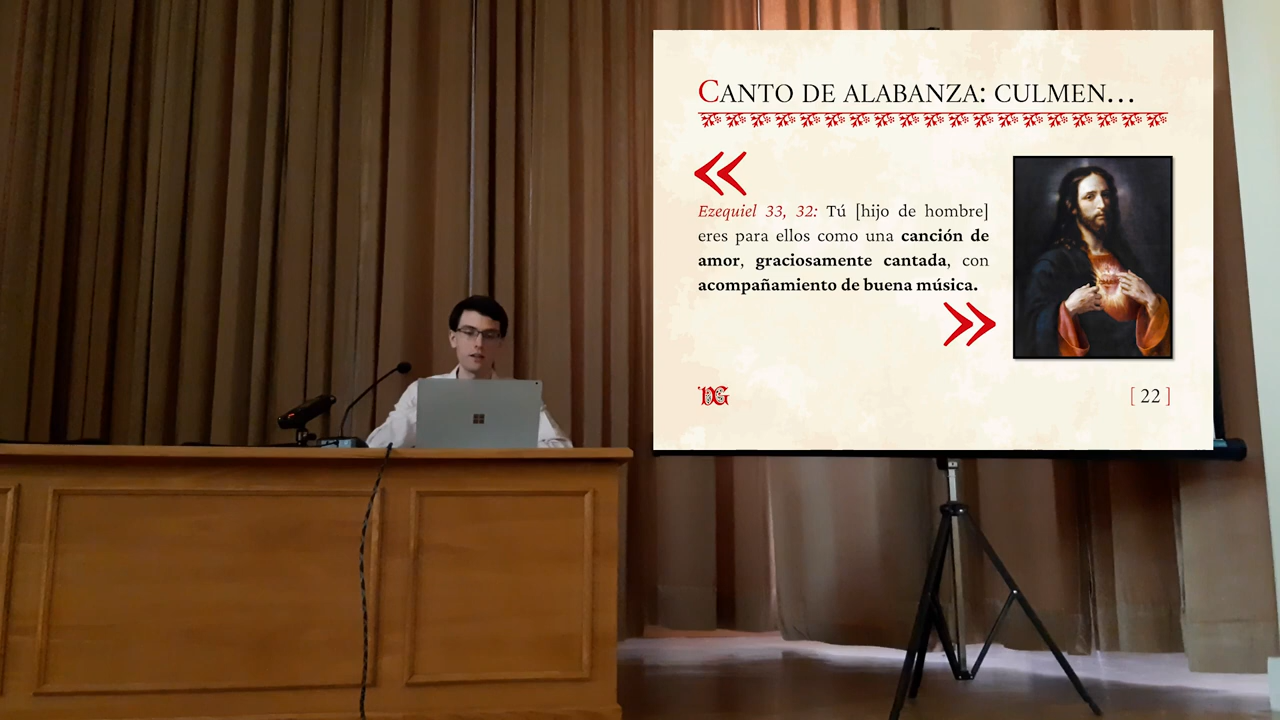 CANTO DE ALABANZA: CULMEN...
«
Ezequiel 33, 32: Tú [hijo de hombre]
eres para ellos como una canción de
amor, graciosamente cantada, con
acompañamiento de buena música.
»
DG
[ 22 ]